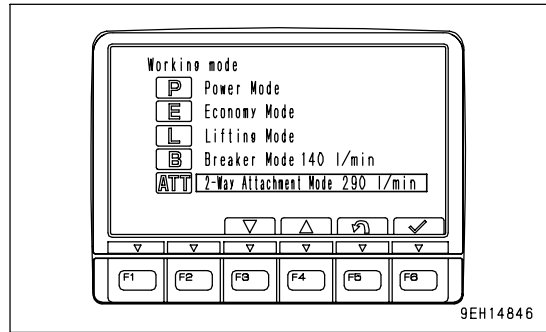 Working mode
P Power Mode
E Economy Mode
L Lifting Mode
B Breaker Mode 140 l/min
ATT 2-Way Attachment Mode 290 l/min
F1 F2 F3 F4 F5 F6
9EH14846